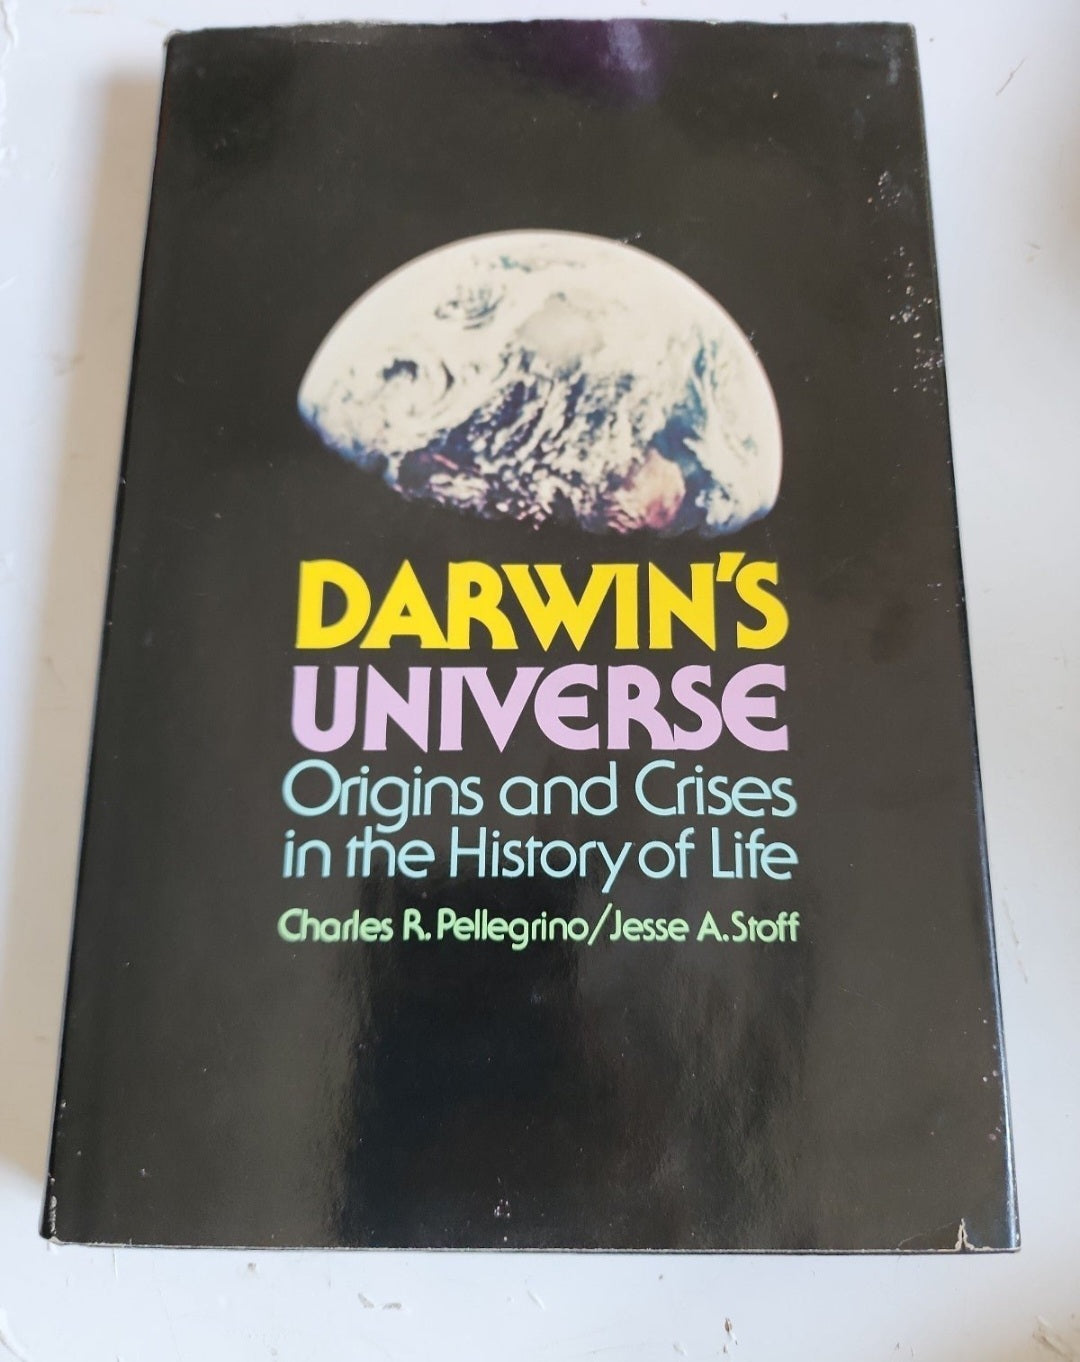 DARWIN'S
UNIVERSE
Origins and Crises
in the History of Life
Charles R. Pellegrino/Jesse A. Stoff